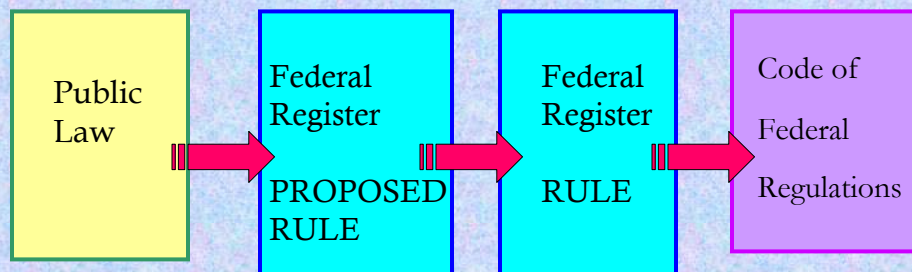 Public
Law
Federal
Register
PROPOSED
RULE
Federal
Register
RULE
Code of
Federal
Regulations